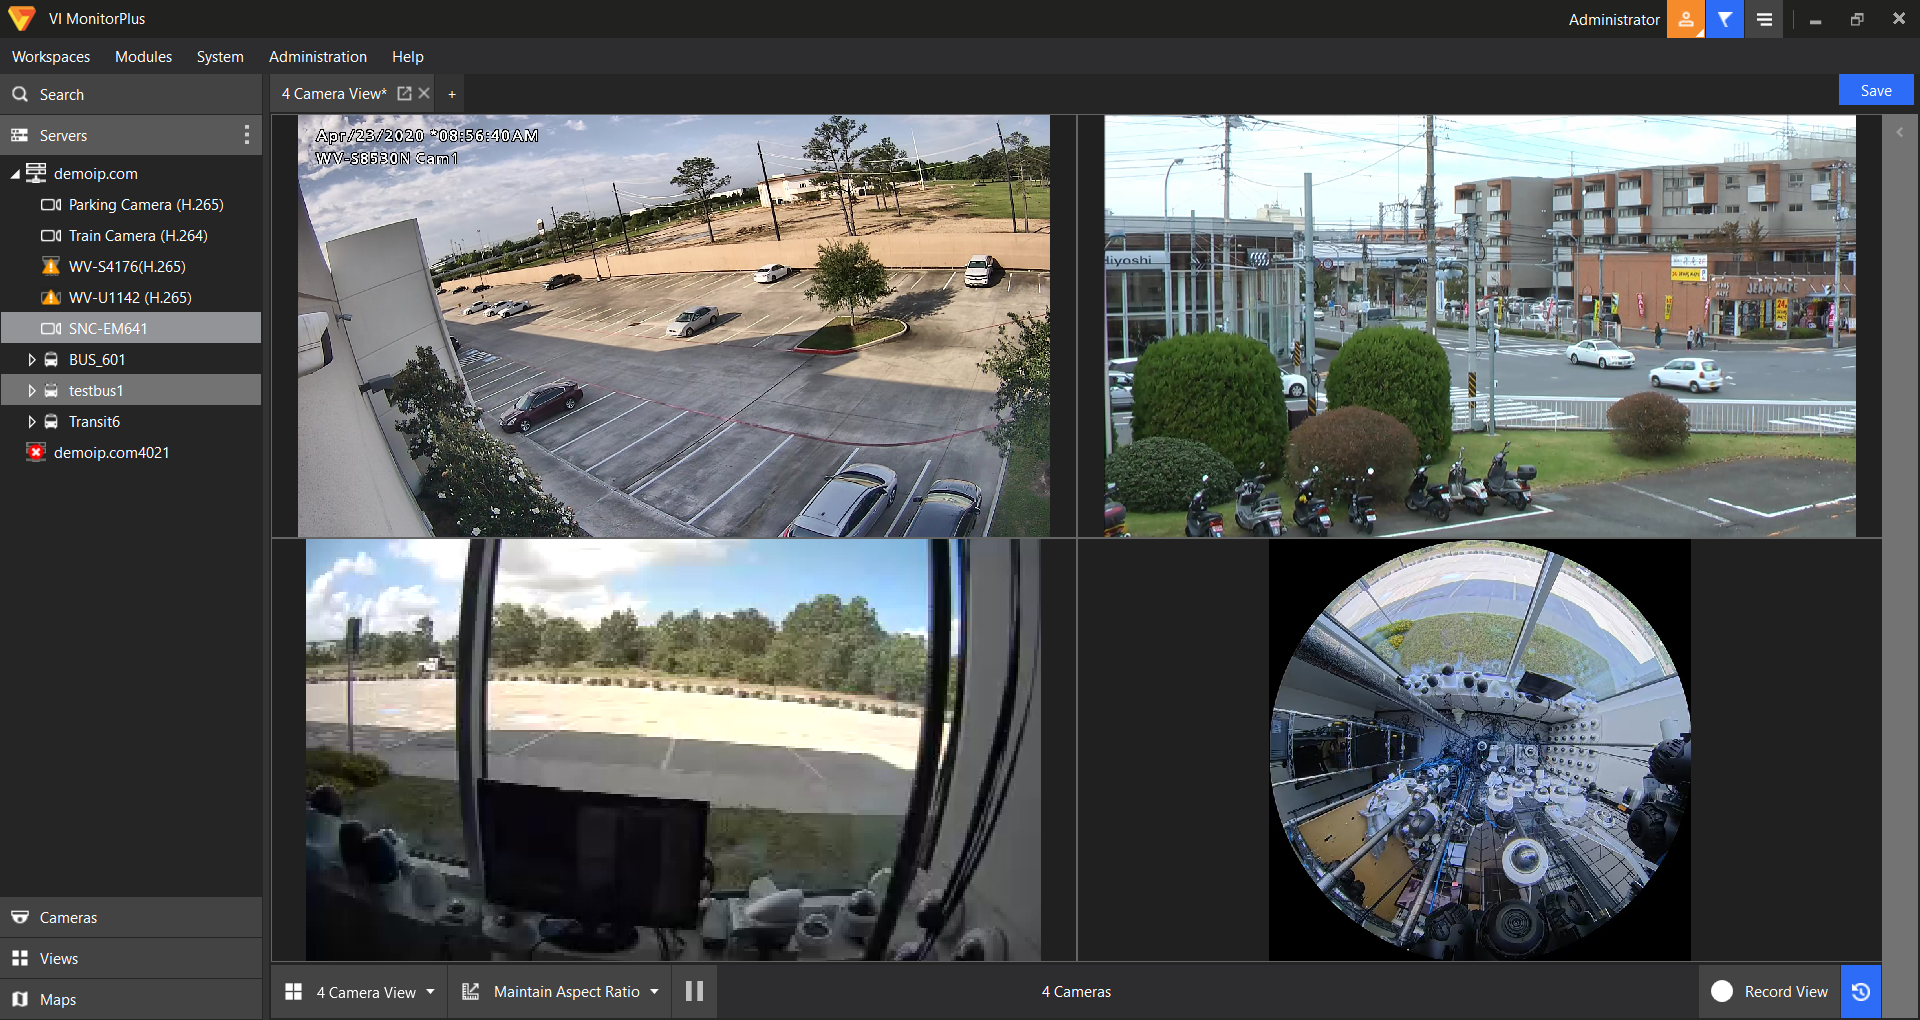 VI MonitorPlus
Administrator
Workspaces
Modules
System
Administration
Help
Search
4 Camera View*
+
Save
Servers
demoip.com
Parking Camera (H.265)
Train Camera (H.264)
WV-S4176(H.265)
WV-U1142 (H.265)
SNC-EM641
BUS_601
testbus1
Transit6
demoip.com4021
Apr/23/2020 *08:56:40AM
WV-S8530N Cam1
Hiyoshi
JEANS MATE
Cameras
Views
Maps
4 Camera View
Maintain Aspect Ratio
4 Cameras
Record View